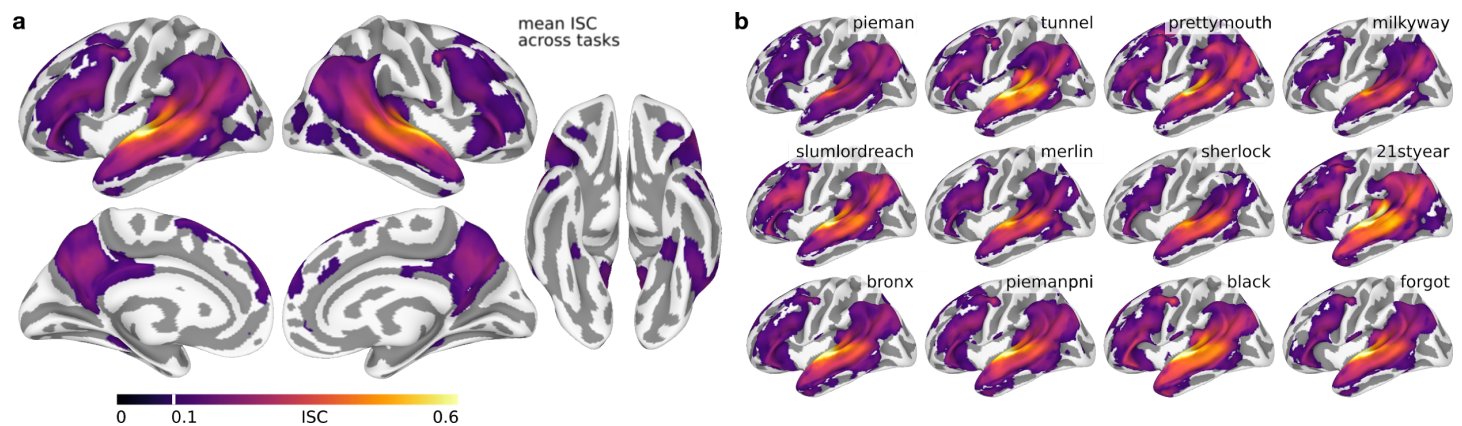 a
mean ISC
across tasks
0
0.1
ISC
0.6
b
pieman
tunnel
prettymouth
milkyway
slumlordreach
merlin
sherlock
21styear
bronx
piemanpni
black
forgot